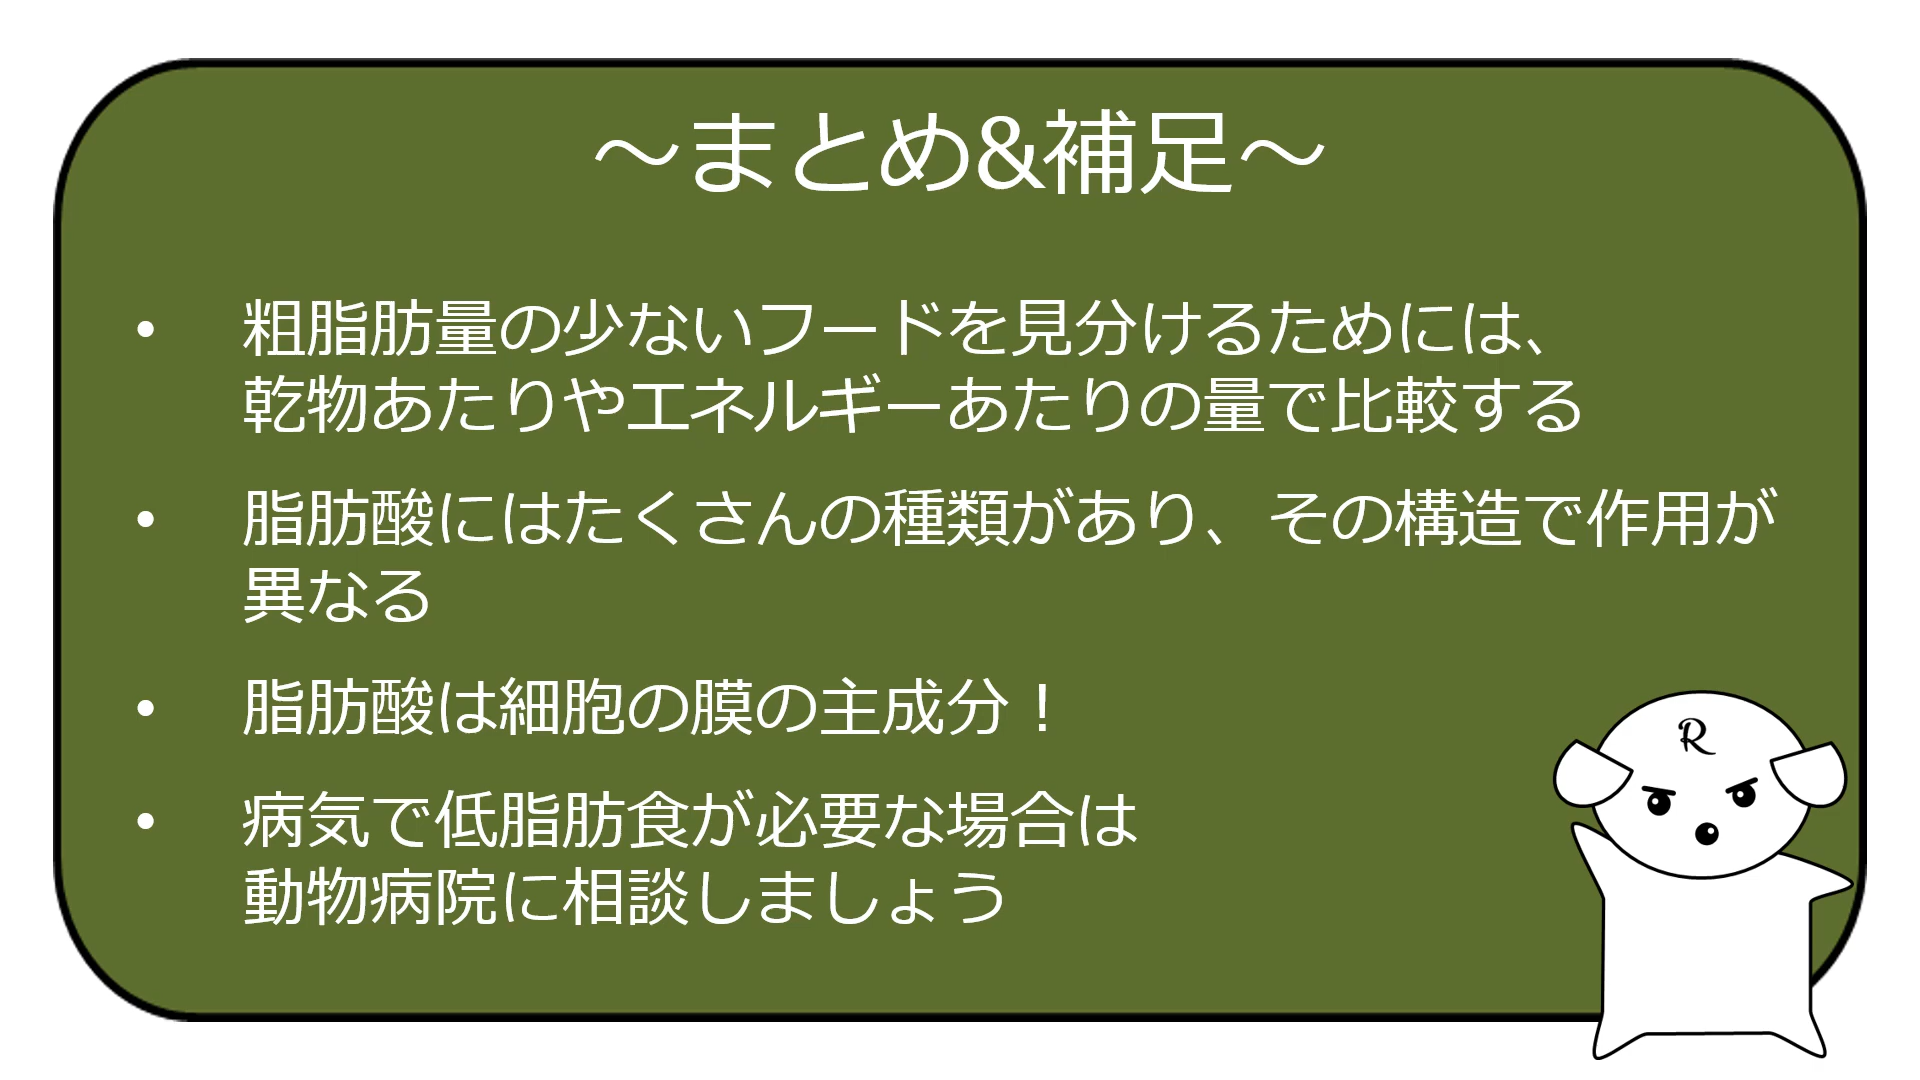 ～まとめ&補足～
• 粗脂肪量の少ないフードを見分けるためには、
乾物あたりやエネルギーあたりの量で比較する
• 脂肪酸にはたくさんの種類があり、その構造で作用が
異なる
• 脂肪酸は細胞の膜の主成分！
• 病気で低脂肪食が必要な場合は
動物病院に相談しましょう
R